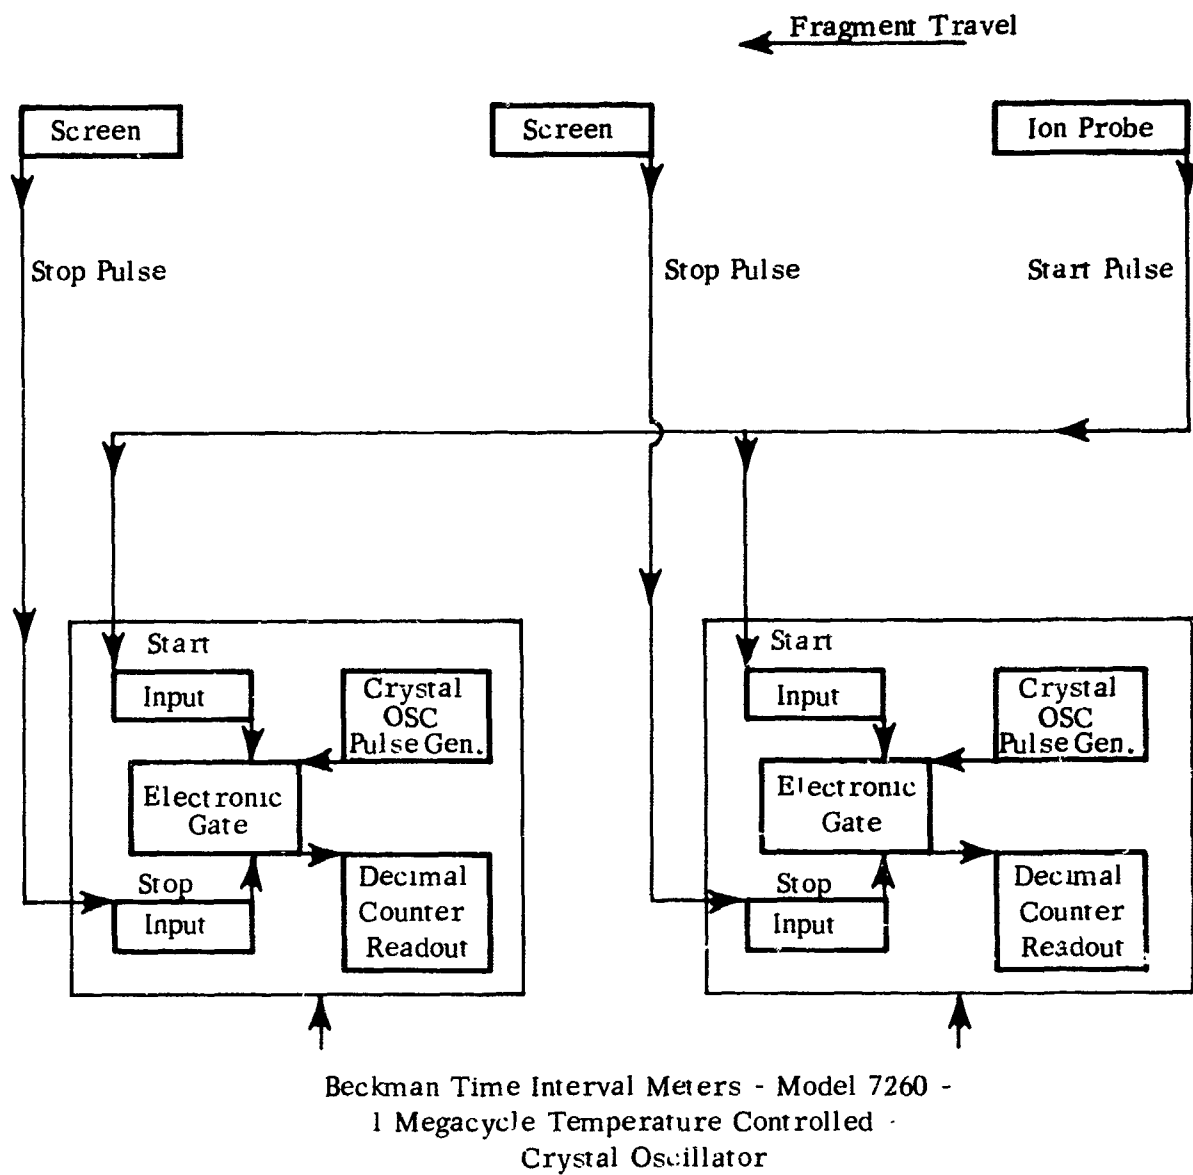 Fragment Travel
Screen
Screen
Ion Probe
Stop Pulse
Stop Pulse
Start Pulse
Start
Input
Crystal
OSC
Pulse Gen.
Electronic
Gate
Stop
Input
Decimal
Counter
Readout
Start
Input
Crystal
OSC
Pulse Gen.
Electronic
Gate
Stop
Input
Decimal
Counter
Readout
Beckman Time Interval Meters - Model 7260 -
1 Megacycle Temperature Controlled -
Crystal Oscillator